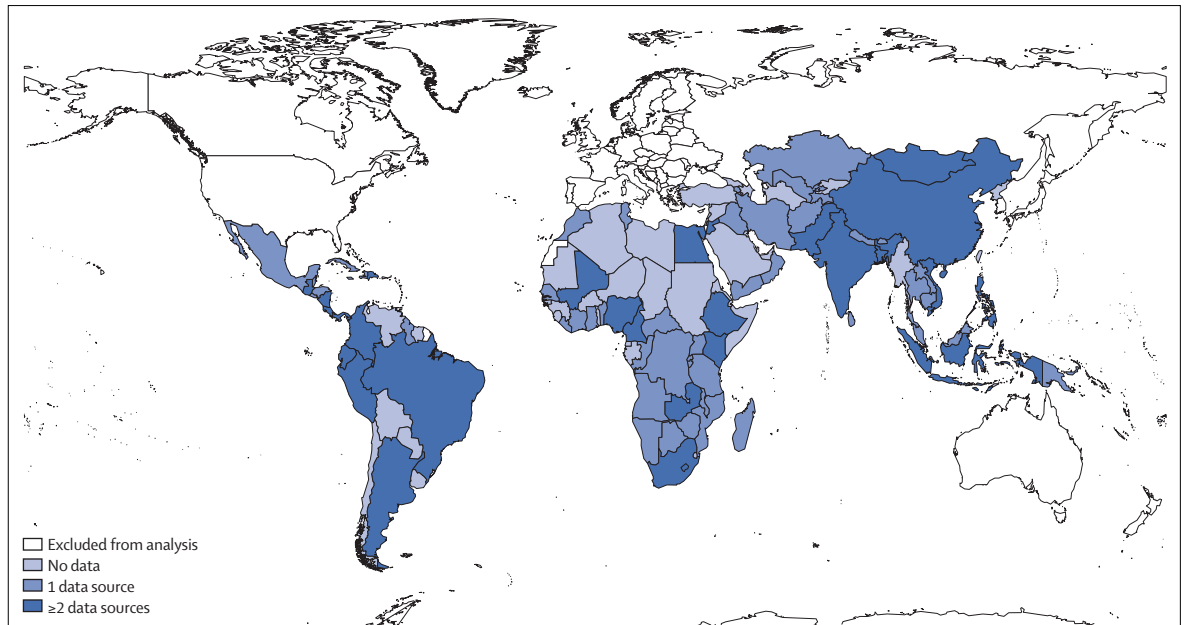 Excluded from analysis
No data
1 data source
≥2 data sources